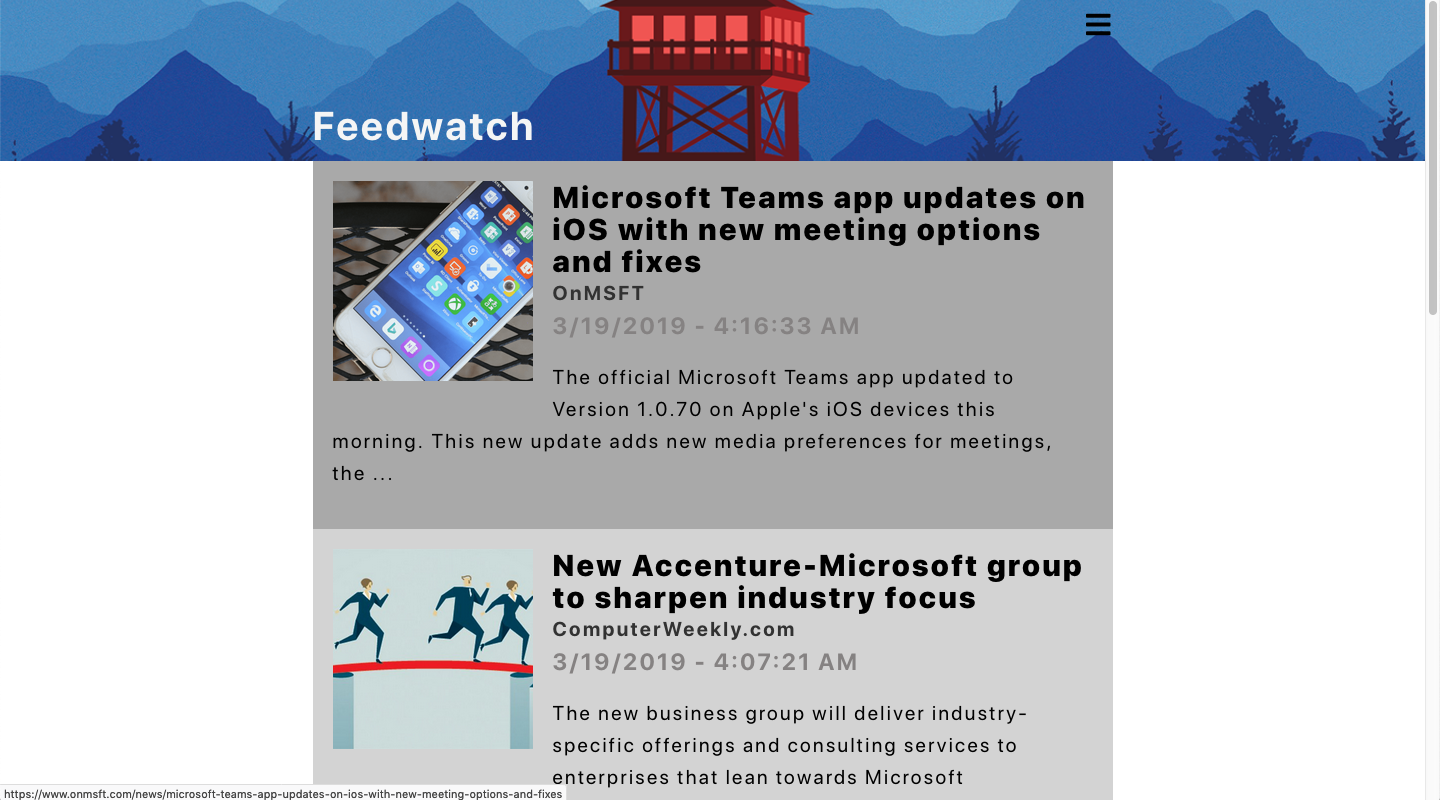 Feedwatch
Microsoft Teams app updates on
iOS with new meeting options
and fixes
OnMSFT
3/19/2019 - 4:16:33 AM
The official Microsoft Teams app updated to
Version 1.0.70 on Apple's iOS devices this
morning. This new update adds new media preferences for meetings,
the ...
New Accenture-Microsoft group
to sharpen industry focus
ComputerWeekly.com
3/19/2019 - 4:07:21 AM
The new business group will deliver industry-
specific offerings and consulting services to
enterprises that lean towards Microsoft
https://www.onmsft.com/news/microsoft-teams-app-updates-on-ios-with-new-meeting-options-and-fixes